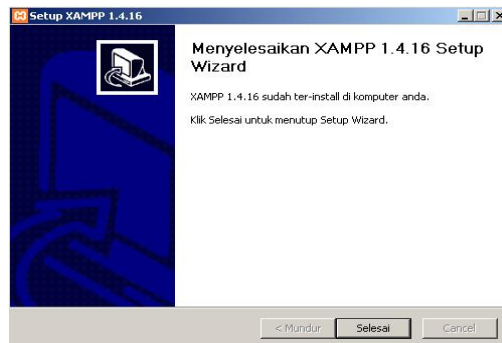 Setup XAMPP 1.4.16
Menyelesaikan XAMPP 1.4.16 Setup
Wizard
XAMPP 1.4.16 sudah ter-install di komputer anda.
Klik Selesai untuk menutup Setup Wizard.
< Mundur
Selesai
Cancel